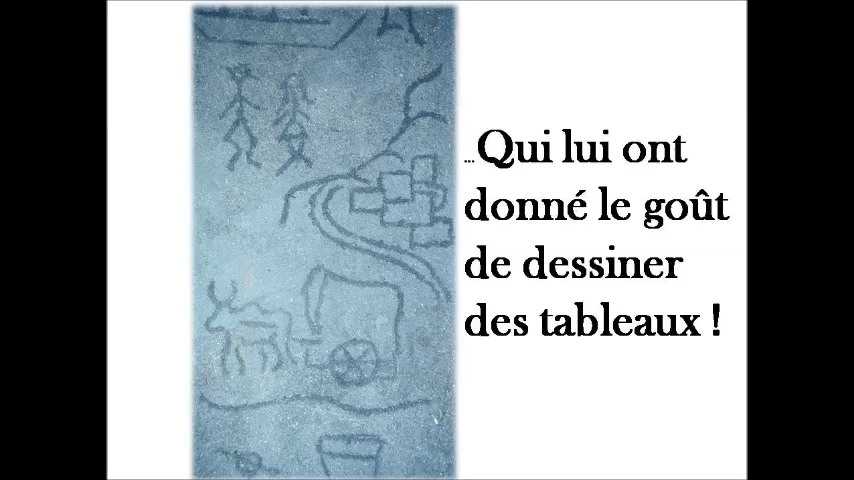 ...Qui lui ont
donné le goût
de dessiner
des tableaux !